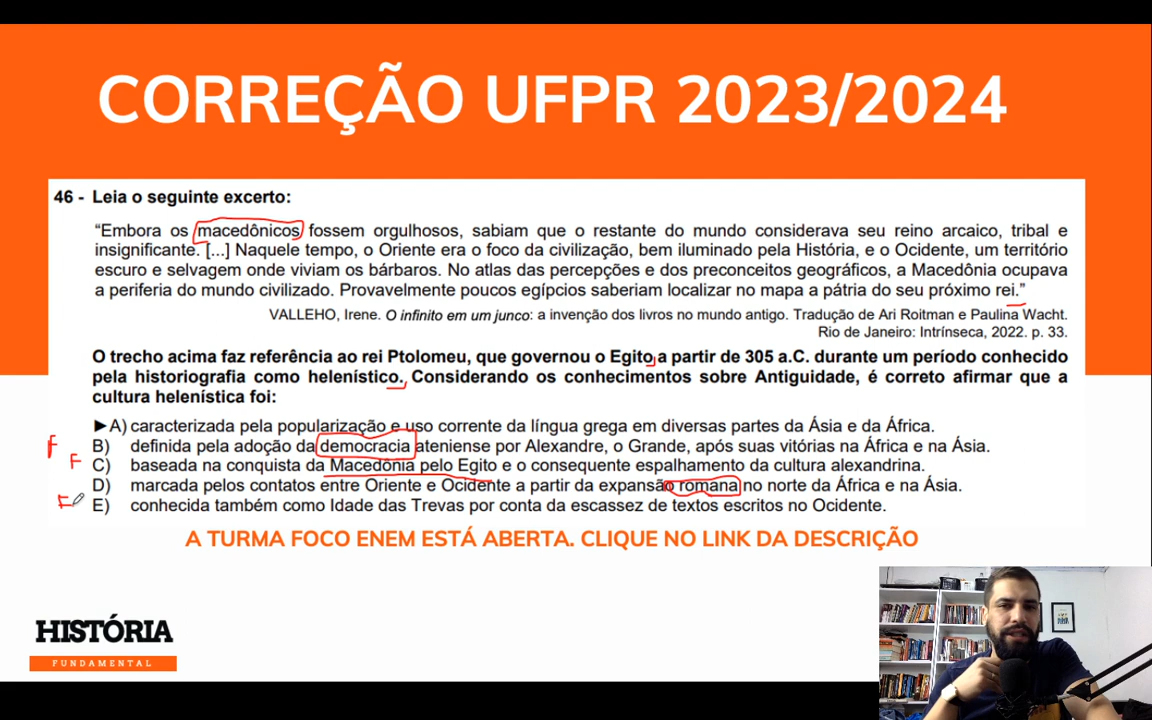 CORREÇÃO UFPR 2023/2024
46 - Leia o seguinte excerto:
“Embora os macedônicos fossem orgulhosos, sabiam que o restante do mundo considerava seu reino arcaico, tribal e
insignificante. [...] Naquele tempo, o Oriente era o foco da civilização, bem iluminado pela História, e o Ocidente, um território
escuro e selvagem onde viviam os bárbaros. No atlas das percepções e dos preconceitos geográficos, a Macedônia ocupava
a periferia do mundo civilizado. Provavelmente poucos egípcios saberiam localizar no mapa a pátria do seu próximo rei.”
VALLEHO, Irene. O infinito em um junco: a invenção dos livros no mundo antigo. Tradução de Ari Roitman e Paulina Wacht.
Rio de Janeiro: Intrínseca, 2022. p. 33.
O trecho acima faz referência ao rei Ptolomeu, que governou o Egito a partir de 305 a.C. durante um período conhecido
pela historiografia como helenístico. Considerando os conhecimentos sobre Antiguidade, é correto afirmar que a
cultura helenística foi:
►A) caracterizada pela popularização e uso corrente da língua grega em diversas partes da Ásia e da África.
F B) definida pela adoção da democracia ateniense por Alexandre, o Grande, após suas vitórias na África e na Ásia.
F C) baseada na conquista da Macedônia pelo Egito e o consequente espalhamento da cultura alexandrina.
D) marcada pelos contatos entre Oriente e Ocidente a partir da expansão romana no norte da África e na Ásia.
F E) conhecida também como Idade das Trevas por conta da escassez de textos escritos no Ocidente.
A TURMA FOCO ENEM ESTÁ ABERTA. CLIQUE NO LINK DA DESCRIÇÃO
HISTÓRIA
FUNDAMENTAL